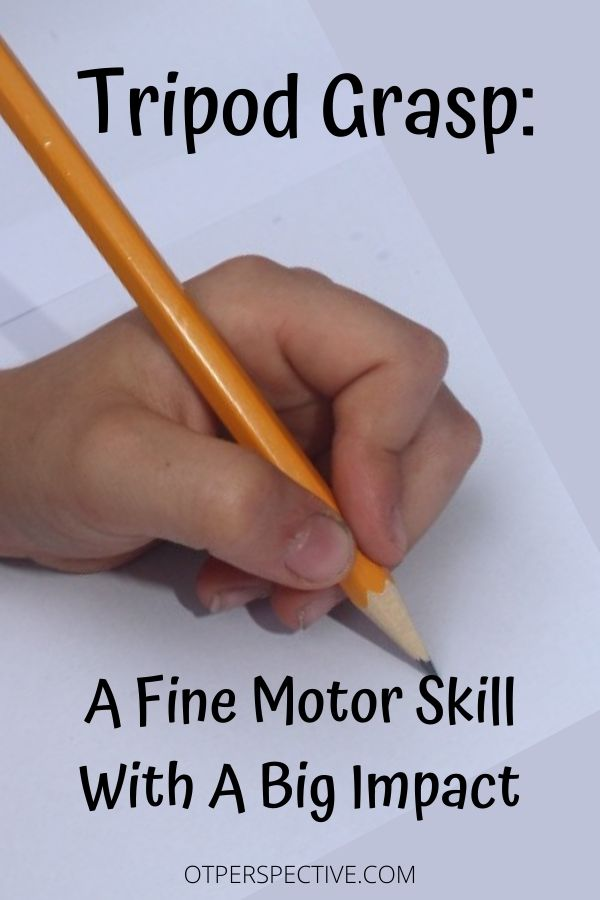 Tripod Grasp:
A Fine Motor Skill
With A Big Impact
OTPERSPECTIVE.COM